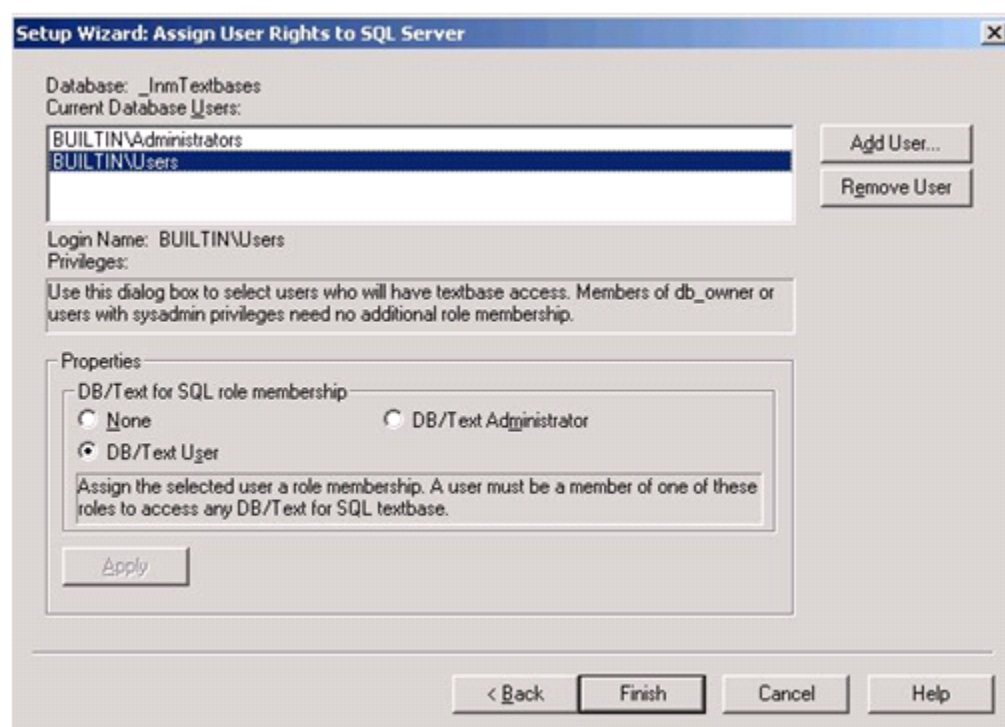 Setup Wizard: Assign User Rights to SQL Server
Database: _InmTextbases
Current Database Users:
BUILTIN\Administrators
BUILTIN\Users
Add User...
Remove User
Login Name: BUILTIN\Users
Privileges:
Use this dialog box to select users who will have textbase access. Members of db_owner or
users with sysadmin privileges need no additional role membership.
Properties
DB/Text for SQL role membership
None
DB/Text Administrator
DB/Text User
Assign the selected user a role membership. A user must be a member of one of these
roles to access any DB/Text for SQL textbase.
Apply
< Back
Finish
Cancel
Help